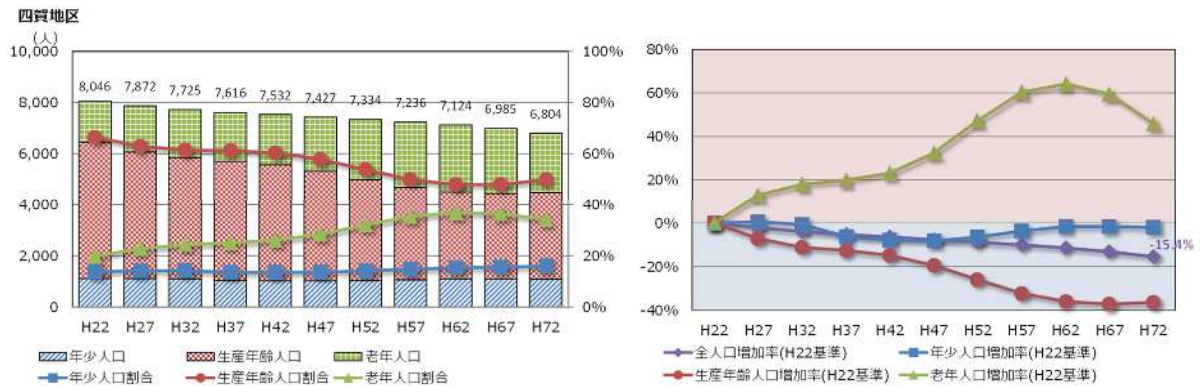 四賀地区
(人)
10,000
8,000
6,000
4,000
2,000
0
8,046 7,872 7,725 7,616 7,532 7,427 7,334 7,236 7,124 6,985 6,804
100%
80%
60%
40%
20%
0%
H22 H27 H32 H37 H42 H47 H52 H57 H62 H67 H72
年少人口 生産年齢人口 老年人口
年少人口割合 生産年齢人口割合 老年人口割合
80%
60%
40%
20%
0%
-20%
-40%
-15.4%
H22 H27 H32 H37 H42 H47 H52 H57 H62 H67 H72
全人口増加率(H22基準) 年少人口増加率(H22基準)
生産年齢人口増加率(H22基準) 老年人口増加率(H22基準)